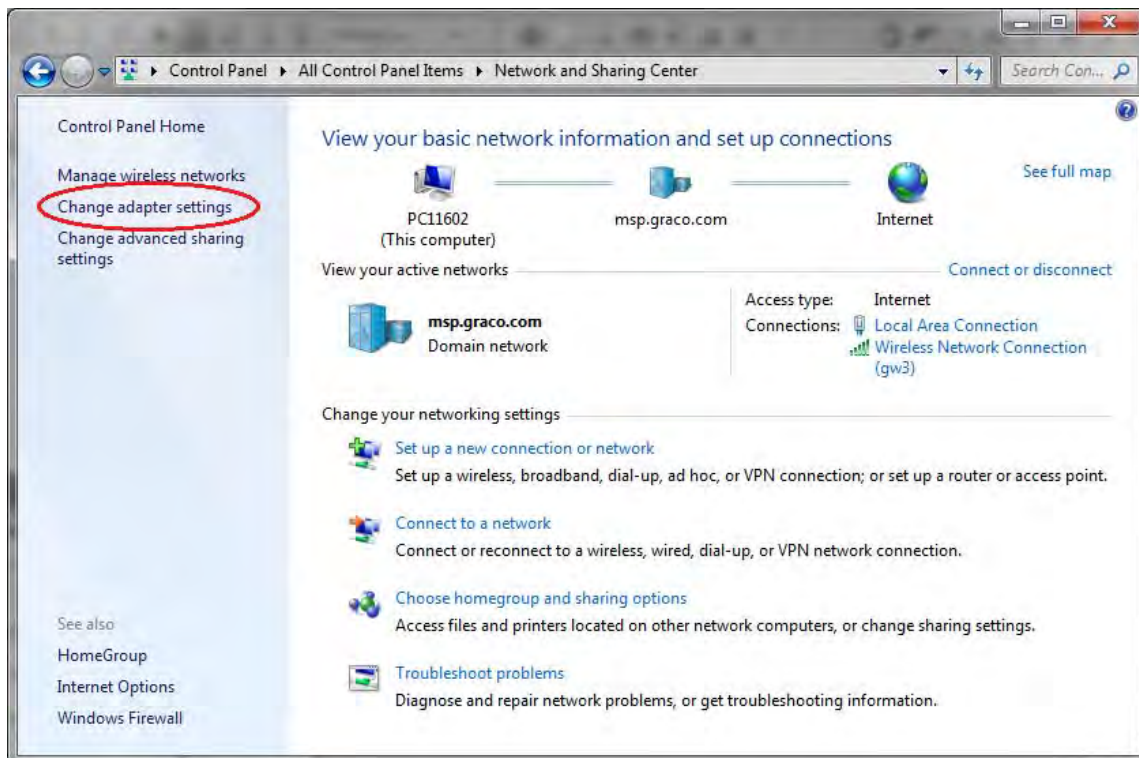 Control Panel ▸ All Control Panel Items ▸ Network and Sharing Center
Search Con...
Control Panel Home
Manage wireless networks
Change adapter settings
Change advanced sharing
settings
See also
HomeGroup
Internet Options
Windows Firewall
View your basic network information and set up connections
See full map
PC11602
(This computer)
msp.graco.com
Internet
View your active networks
Connect or disconnect
msp.graco.com
Domain network
Access type: Internet
Connections: Local Area Connection
Wireless Network Connection
(gw3)
Change your networking settings
Set up a new connection or network
Set up a wireless, broadband, dial-up, ad hoc, or VPN connection; or set up a router or access point.
Connect to a network
Connect or reconnect to a wireless, wired, dial-up, or VPN network connection.
Choose homegroup and sharing options
Access files and printers located on other network computers, or change sharing settings.
Troubleshoot problems
Diagnose and repair network problems, or get troubleshooting information.